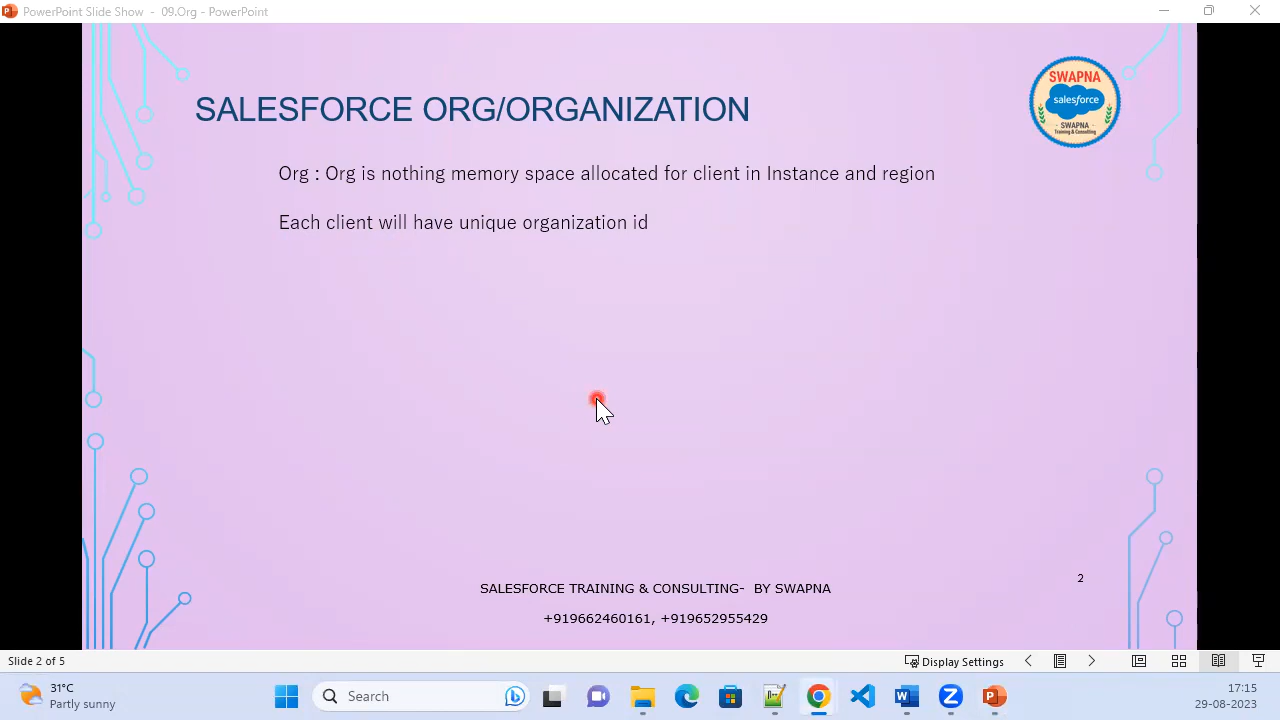 PowerPoint Slide Show - 09.Org - PowerPoint
SALESFORCE ORG/ORGANIZATION
SWAPNA
salesforce
- SWAPNA -
Training & Consulting
Org : Org is nothing memory space allocated for client in Instance and region
Each client will have unique organization id
2
SALESFORCE TRAINING & CONSULTING- BY SWAPNA
+919662460161, +919652955429
Slide 2 of 5
Display Settings
31°C
Partly sunny
Search
17:15
29-08-2023